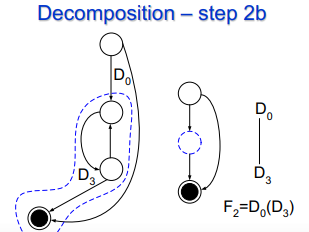 Decomposition – step 2b
D0
D3
D0
D3
F2=D0(D3)